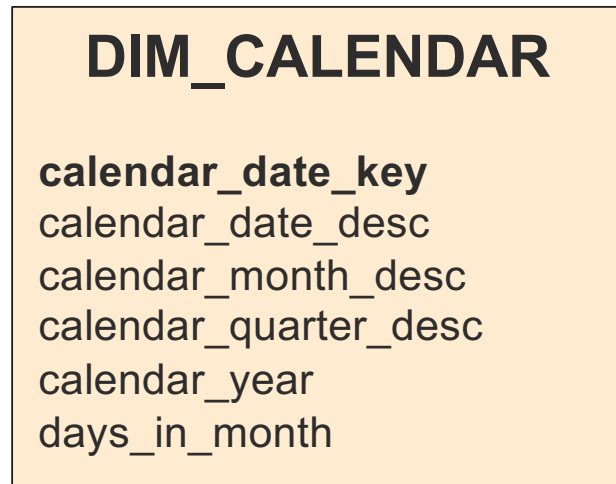 DIM_CALENDAR
calendar_date_key
calendar_date_desc
calendar_month_desc
calendar_quarter_desc
calendar_year
days_in_month